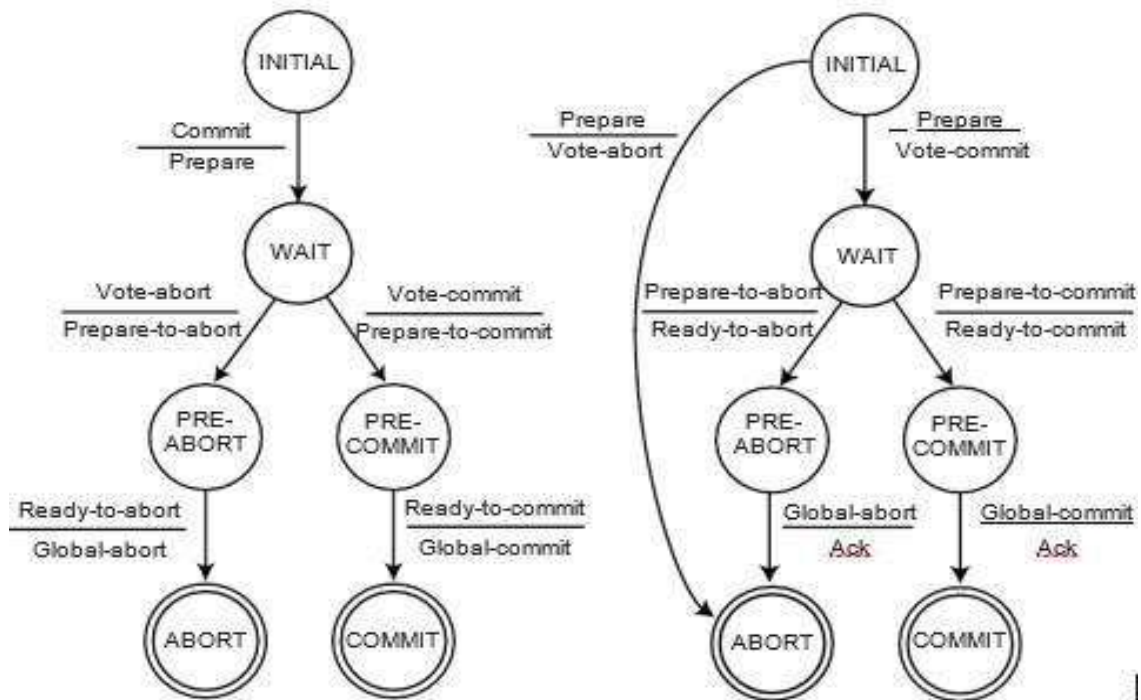 INITIAL
Commit
Prepare
WAIT
Vote-abort
Prepare-to-abort
Vote-commit
Prepare-to-commit
PRE-
ABORT
PRE-
COMMIT
Ready-to-abort
Global-abort
Ready-to-commit
Global-commit
ABORT
COMMIT
INITIAL
Prepare
Vote-abort
Prepare
Vote-commit
WAIT
Prepare-to-abort
Ready-to-abort
Prepare-to-commit
Ready-to-commit
PRE-
ABORT
PRE-
COMMIT
Global-abort
Ack
Global-commit
Ack
ABORT
COMMIT